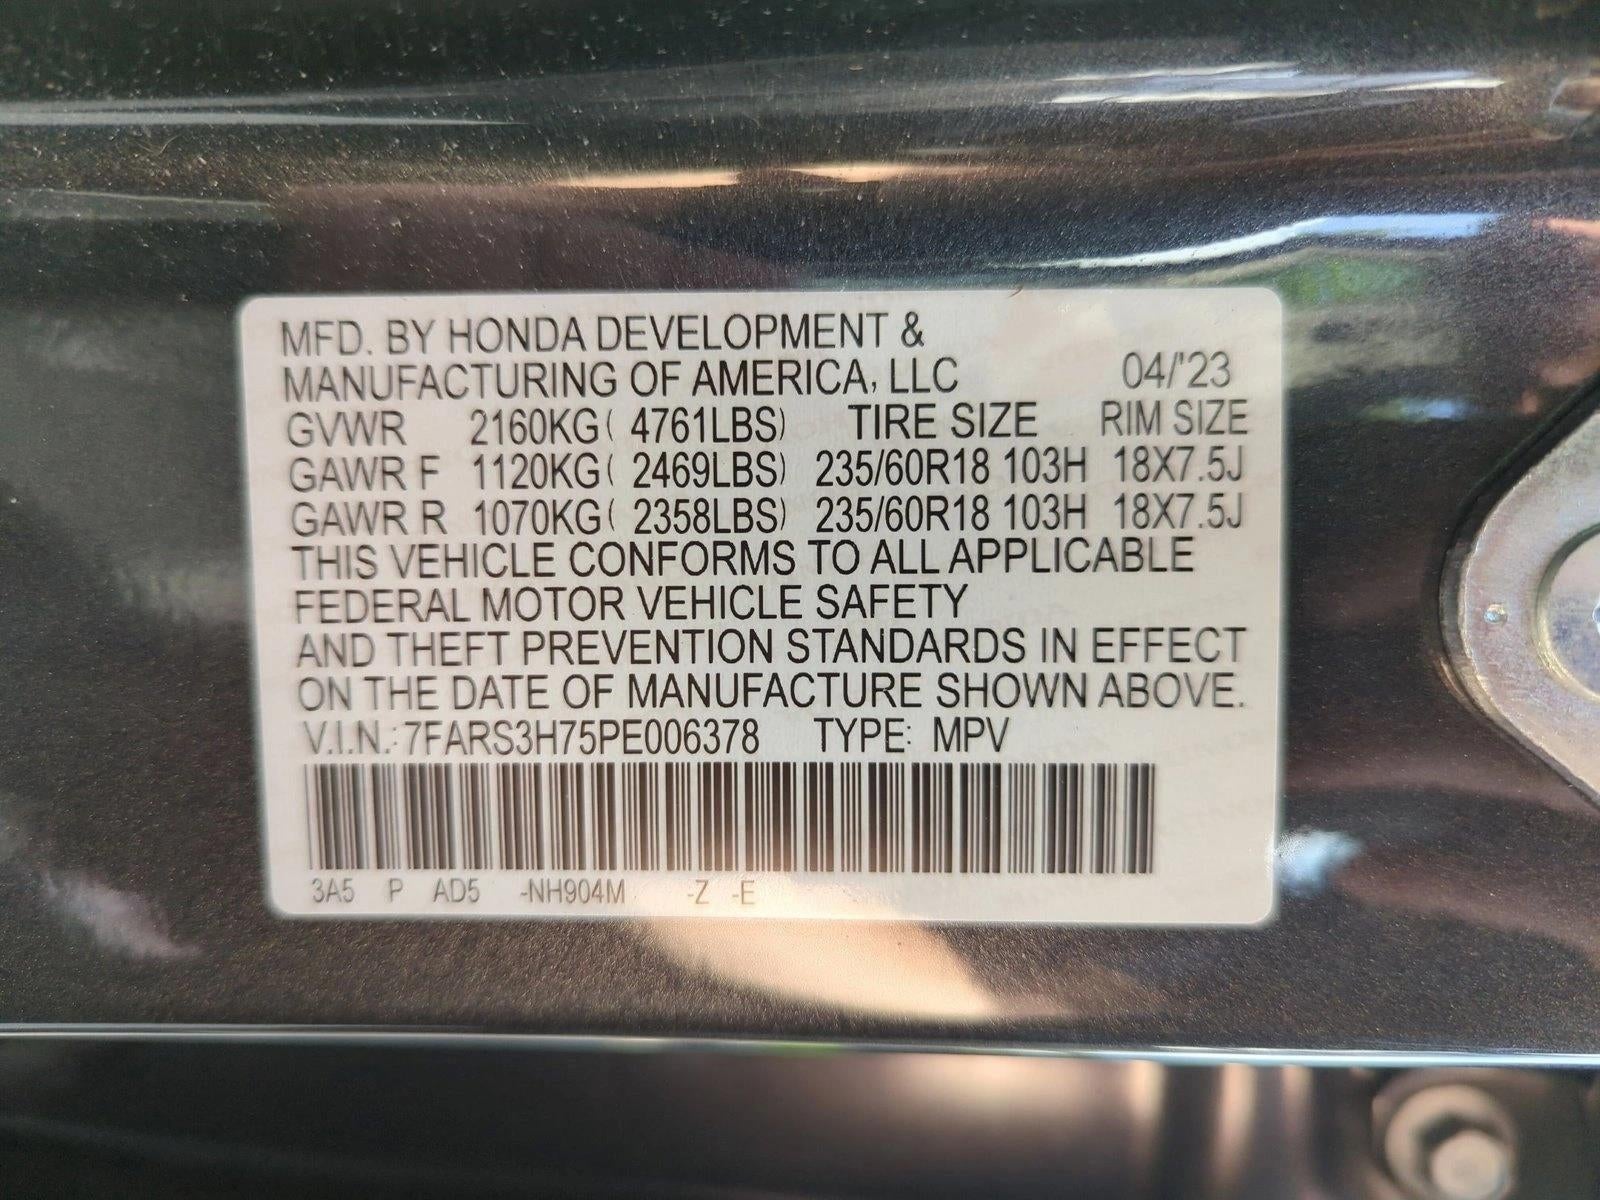 MFD. BY HONDA DEVELOPMENT &
MANUFACTURING OF AMERICA, LLC 04/'23
GVWR 2160KG( 4761LBS) TIRE SIZE RIM SIZE
GAWR F 1120KG( 2469LBS) 235/60R18 103H 18X7.5J
GAWR R 1070KG( 2358LBS) 235/60R18 103H 18X7.5J
THIS VEHICLE CONFORMS TO ALL APPLICABLE
FEDERAL MOTOR VEHICLE SAFETY
AND THEFT PREVENTION STANDARDS IN EFFECT
ON THE DATE OF MANUFACTURE SHOWN ABOVE.
V.I.N.: 7FARS3H75PE006378 TYPE: MPV
3A5 P AD5 -NH904M -Z -E